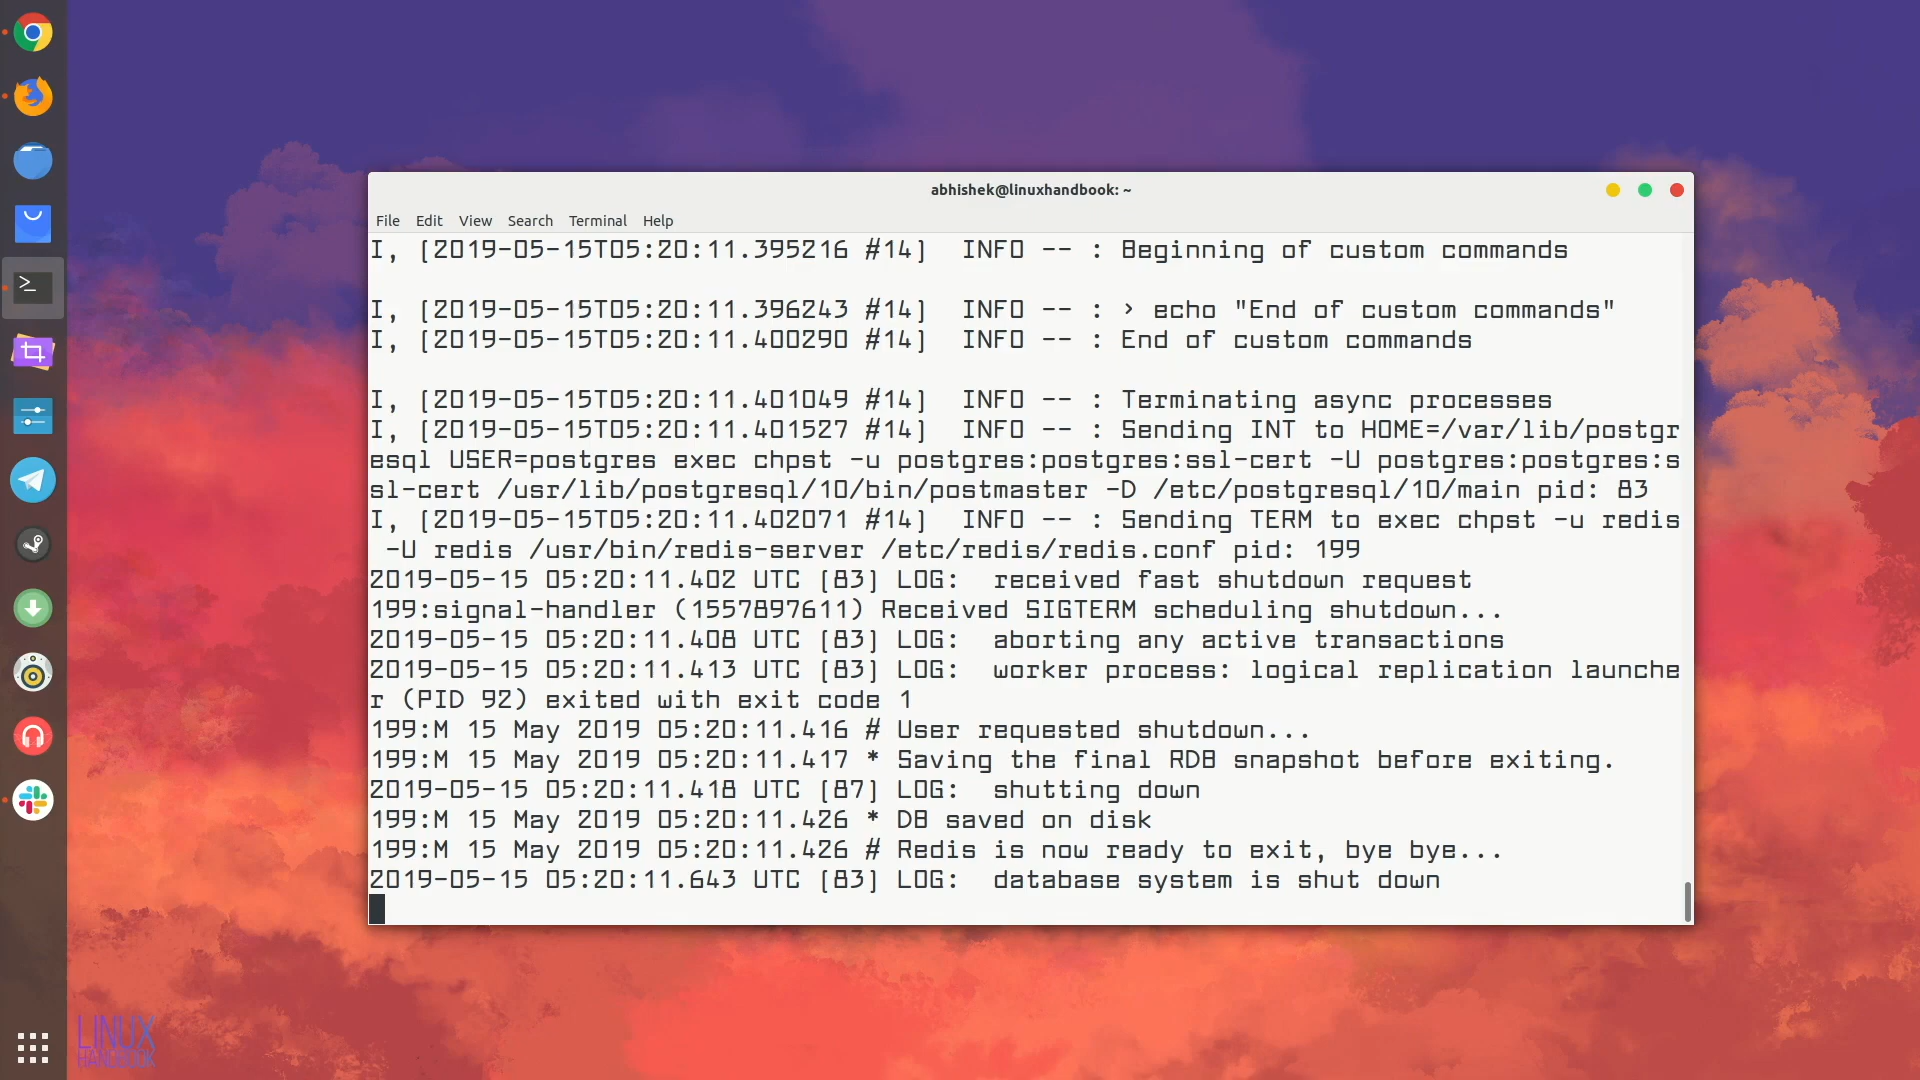 abhishek@linuxhandbook: ~
File Edit View Search Terminal Help
I, [2019-05-15T05:20:11.395216 #14]  INFO -- : Beginning of custom commands
I, [2019-05-15T05:20:11.396243 #14]  INFO -- : > echo "End of custom commands"
I, [2019-05-15T05:20:11.400290 #14]  INFO -- : End of custom commands
I, [2019-05-15T05:20:11.401049 #14]  INFO -- : Terminating async processes
I, [2019-05-15T05:20:11.401527 #14]  INFO -- : Sending INT to HOME=/var/lib/postgr
esql USER=postgres exec chpst -u postgres:postgres:ssl-cert -U postgres:postgres:s
sl-cert /usr/lib/postgresql/10/bin/postmaster -D /etc/postgresql/10/main pid: 83
I, [2019-05-15T05:20:11.402071 #14]  INFO -- : Sending TERM to exec chpst -u redis
 -U redis /usr/bin/redis-server /etc/redis/redis.conf pid: 199
2019-05-15 05:20:11.402 UTC [83] LOG:  received fast shutdown request
199:signal-handler (1557897611) Received SIGTERM scheduling shutdown...
2019-05-15 05:20:11.408 UTC [83] LOG:  aborting any active transactions
2019-05-15 05:20:11.413 UTC [83] LOG:  worker process: logical replication launche
r (PID 92) exited with exit code 1
199:M 15 May 2019 05:20:11.416 # User requested shutdown...
199:M 15 May 2019 05:20:11.417 * Saving the final RDB snapshot before exiting.
2019-05-15 05:20:11.418 UTC [87] LOG:  shutting down
199:M 15 May 2019 05:20:11.426 * DB saved on disk
199:M 15 May 2019 05:20:11.426 # Redis is now ready to exit, bye bye...
2019-05-15 05:20:11.643 UTC [83] LOG:  database system is shut down
LINUX
HANDBOOK